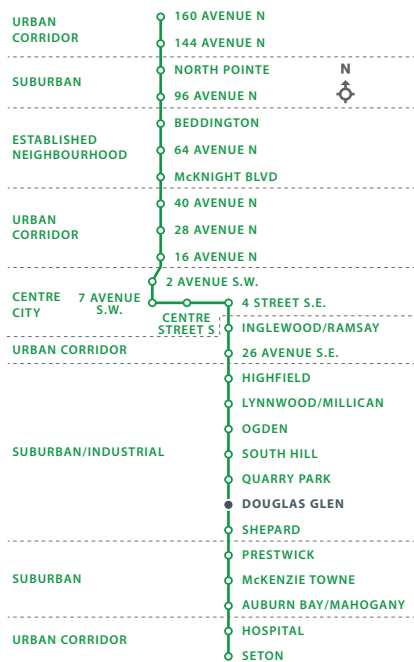 160 AVENUE N
URBAN
CORRIDOR
144 AVENUE N
NORTH POINTE
N
SUBURBAN
96 AVENUE N
BEDDINGTON
ESTABLISHED
NEIGHBOURHOOD
64 AVENUE N
McKNIGHT BLVD
40 AVENUE N
URBAN
CORRIDOR
28 AVENUE N
16 AVENUE N
2 AVENUE S.W.
CENTRE
CITY
7 AVENUE
S.W.
4 STREET S.E.
CENTRE
STREET S
INGLEWOOD/RAMSAY
URBAN CORRIDOR
26 AVENUE S.E.
HIGHFIELD
LYNNWOOD/MILLICAN
OGDEN
SUBURBAN/INDUSTRIAL
SOUTH HILL
QUARRY PARK
DOUGLAS GLEN
SHEPARD
PRESTWICK
SUBURBAN
McKENZIE TOWNE
AUBURN BAY/MAHOGANY
HOSPITAL
URBAN CORRIDOR
SETON